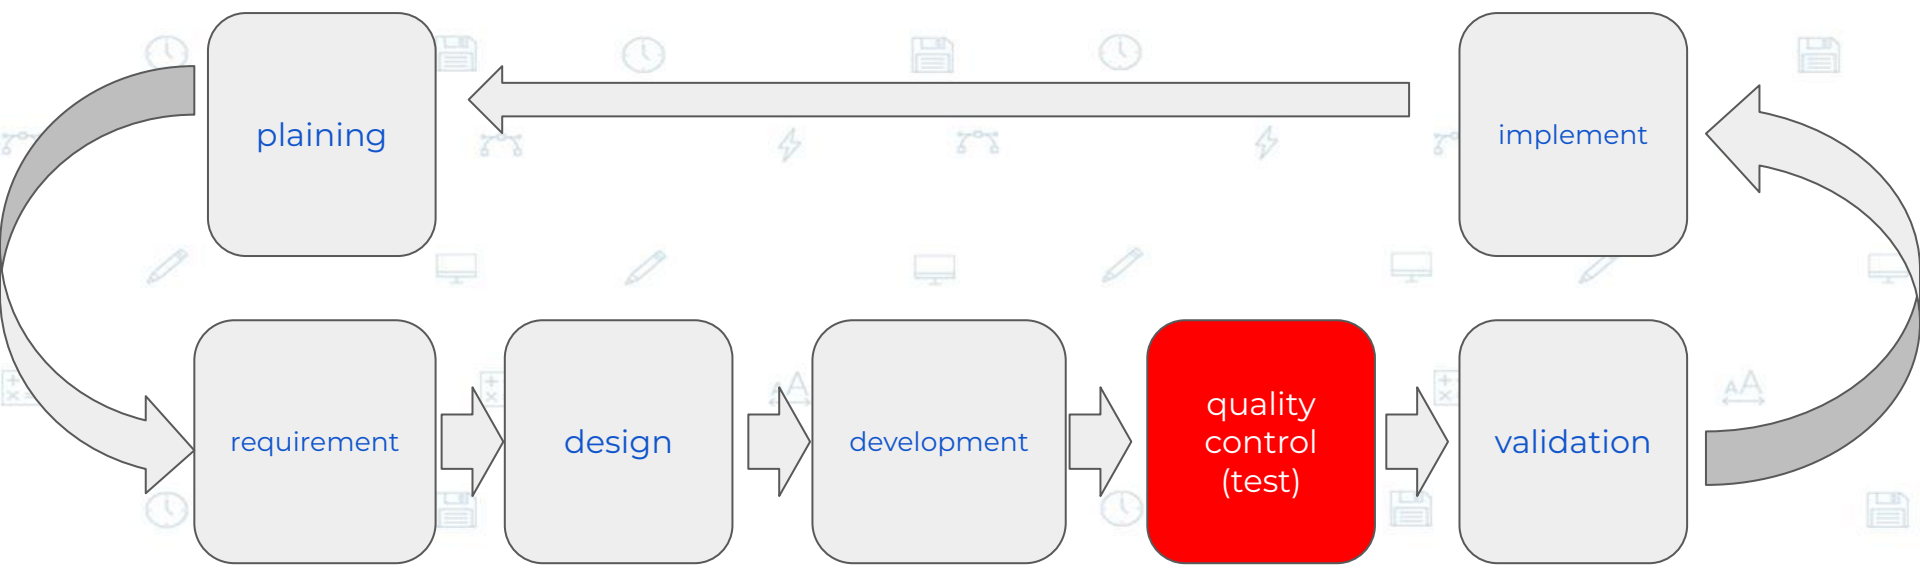 plaining
implement
requirement
design
development
quality
control
(test)
validation